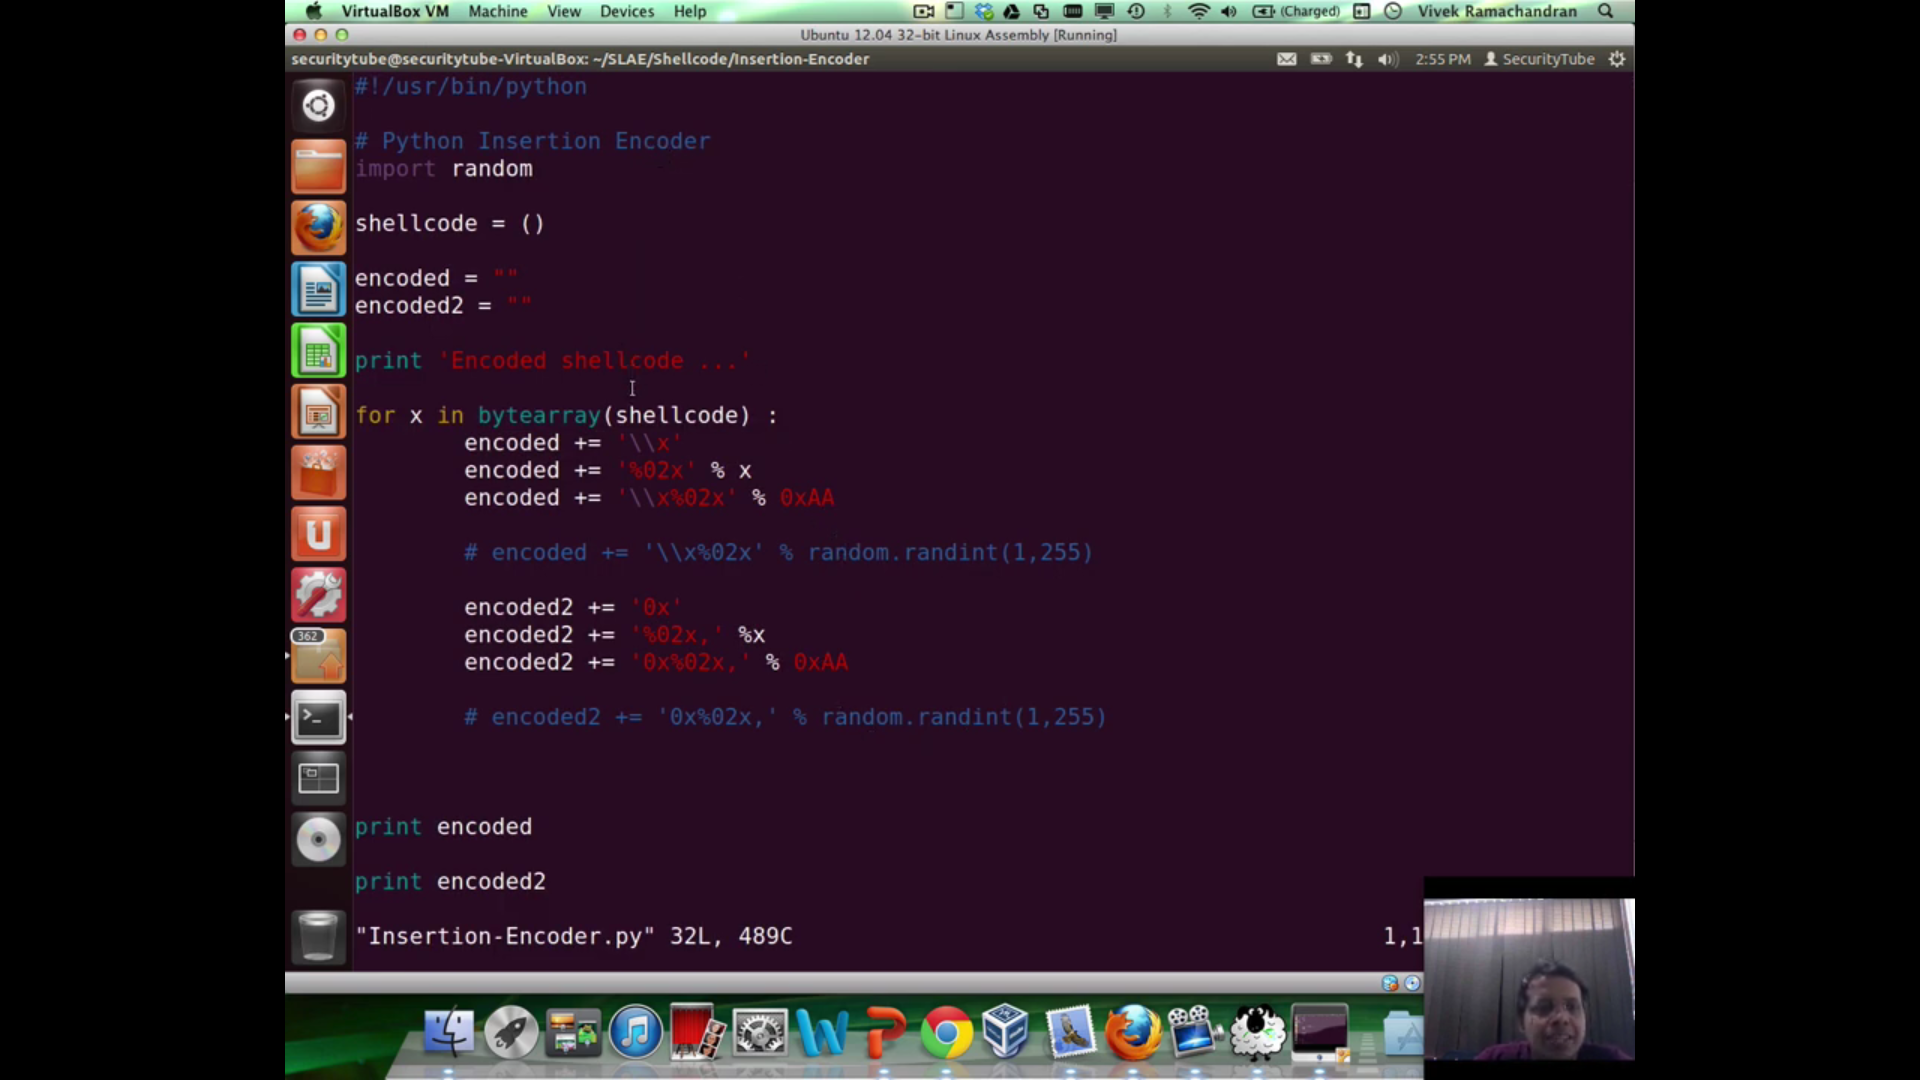 VirtualBox VM Machine View Devices Help (Charged) Vivek Ramachandran
Ubuntu 12.04 32-bit Linux Assembly [Running]
securitytube@securitytube-VirtualBox: ~/SLAE/Shellcode/Insertion-Encoder 2:55 PM SecurityTube
#!/usr/bin/python
# Python Insertion Encoder
import random
shellcode = ()
encoded = ""
encoded2 = ""
print 'Encoded shellcode ...'
for x in bytearray(shellcode) :
encoded += '\\x'
encoded += '%02x' % x
encoded += '\\x%02x' % 0xAA
# encoded += '\\x%02x' % random.randint(1,255)
encoded2 += '0x'
encoded2 += '%02x,' %x
encoded2 += '0x%02x,' % 0xAA
362
# encoded2 += '0x%02x,' % random.randint(1,255)
print encoded
print encoded2
"Insertion-Encoder.py" 32L, 489C 1,1